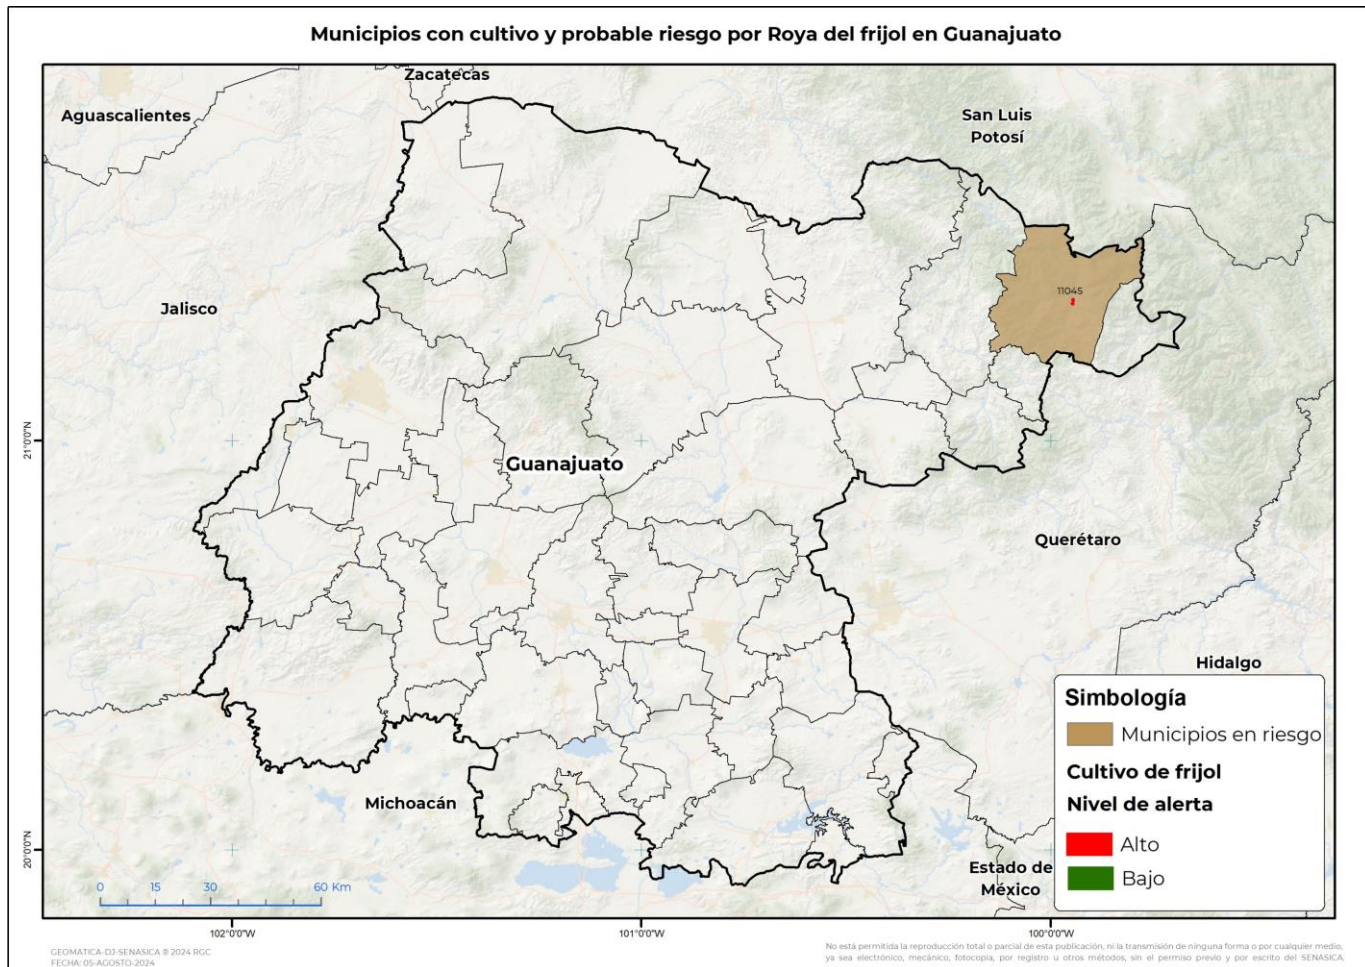 Municipios con cultivo y probable riesgo por Roya del frijol en Guanajuato
Zacatecas
Aguascalientes
San Luis
Potosí
11045
Jalisco
21°0'0"N
Guanajuato
Querétaro
Hidalgo
Simbología
Municipios en riesgo
Cultivo de frijol
Nivel de alerta
Alto
Bajo
Michoacán
20°0'0"N
Estado de
México
0 15 30 60 Km
102°0'0"W 101°0'0"W 100°0'0"W
GEOMATICA-DJ-SENASICA ® 2024 RGC
FECHA: 05-AGOSTO-2024
No está permitida la reproducción total o parcial de esta publicación, ni la transmisión de ninguna forma o por cualquier medio,
ya sea electrónico, mecánico, fotocopia, por registro u otros métodos, sin el permiso previo y por escrito del SENASICA.